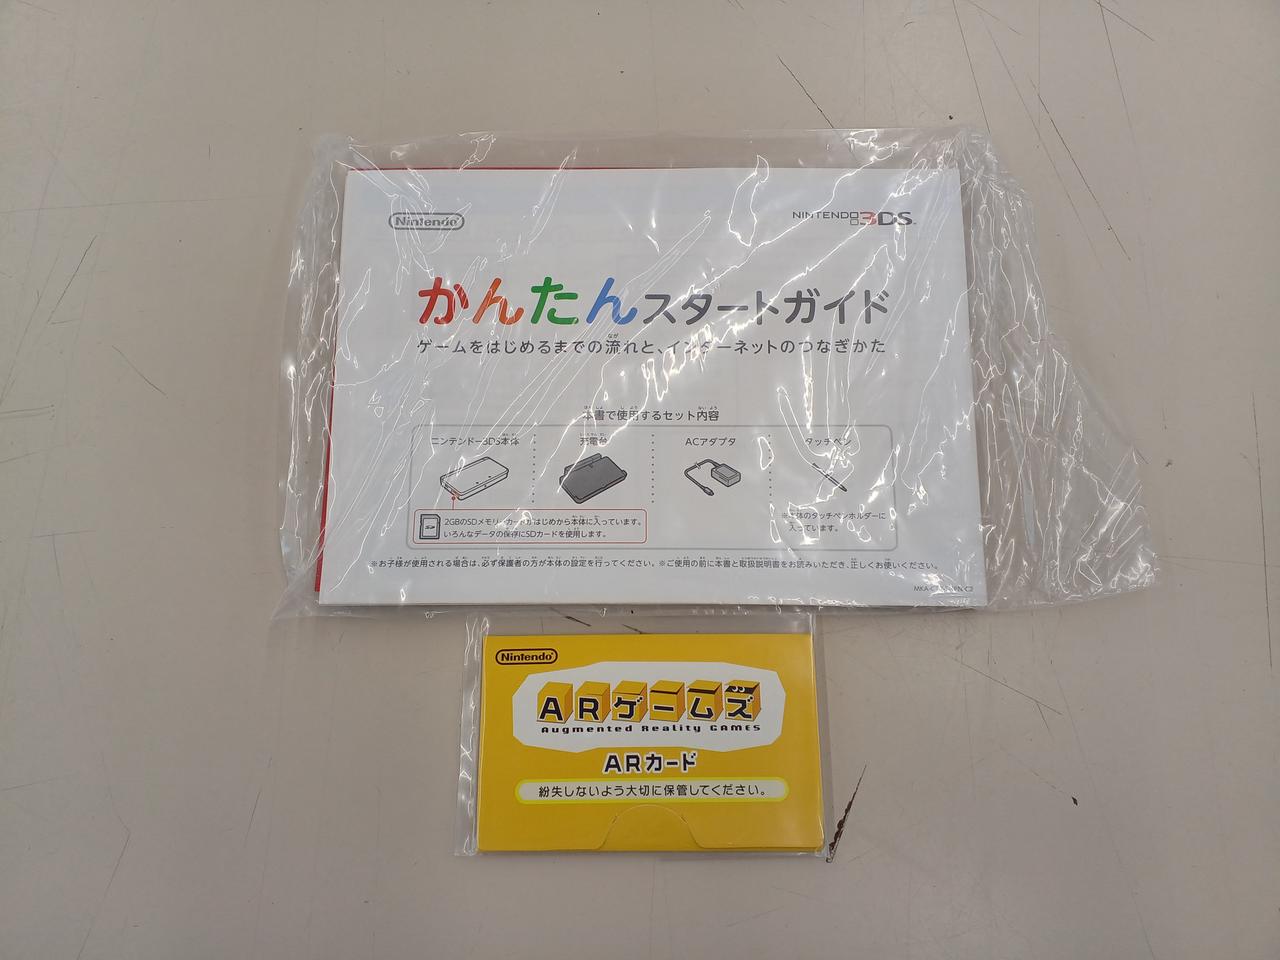 Nintendo
NINTENDO 3DS
かんたんスタートガイド
ゲームをはじめるまでの流れと、インターネットのつなぎかた
本書で使用するセット内容
ニンテンドー3DS本体
充電台
ACアダプタ
タッチペン
2GBのSDメモリーカードがはじめから本体に入っています。
いろんなデータの保存にSDカードを使用します。
※本体のタッチペンホルダーに
入っています。
※お子様が使用される場合は、必ず保護者の方が本体の設定を行ってください。※ご使用の前に本書と取扱説明書をお読みいただき、正しくお使いください。
Nintendo
ARゲームズ
Augmented Reality GAMES
ARカード
紛失しないよう大切に保管してください。